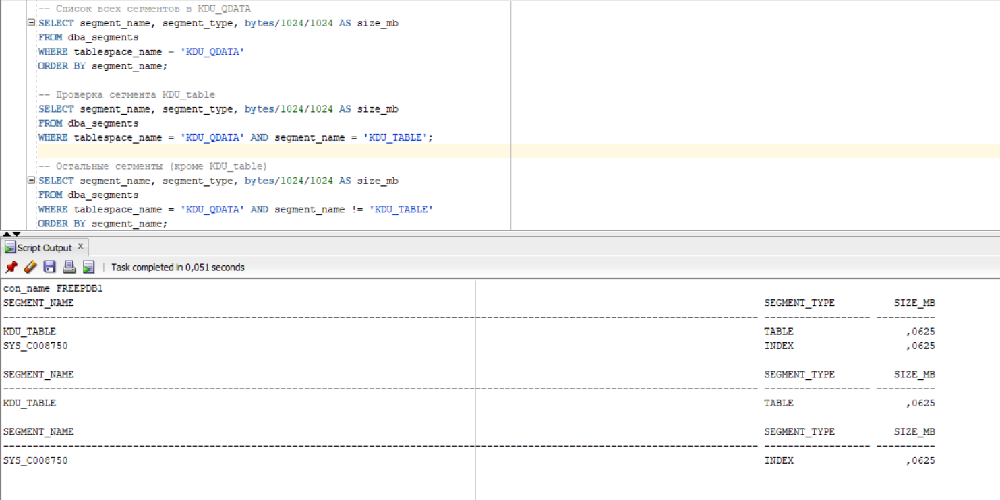 -- Список всех сегментов в KDU_QDATA
SELECT segment_name, segment_type, bytes/1024/1024 AS size_mb
FROM dba_segments
WHERE tablespace_name = 'KDU_QDATA'
ORDER BY segment_name;
-- Проверка сегмента KDU_table
SELECT segment_name, segment_type, bytes/1024/1024 AS size_mb
FROM dba_segments
WHERE tablespace_name = 'KDU_QDATA' AND segment_name = 'KDU_TABLE';
-- Остальные сегменты (кроме KDU_table)
SELECT segment_name, segment_type, bytes/1024/1024 AS size_mb
FROM dba_segments
WHERE tablespace_name = 'KDU_QDATA' AND segment_name != 'KDU_TABLE'
ORDER BY segment_name;
Script Output x
Task completed in 0,051 seconds
con_name FREEPDB1
SEGMENT_NAME SEGMENT_TYPE SIZE_MB
KDU_TABLE TABLE ,0625
SYS_C008750 INDEX ,0625
SEGMENT_NAME SEGMENT_TYPE SIZE_MB
KDU_TABLE TABLE ,0625
SEGMENT_NAME SEGMENT_TYPE SIZE_MB
SYS_C008750 INDEX ,0625